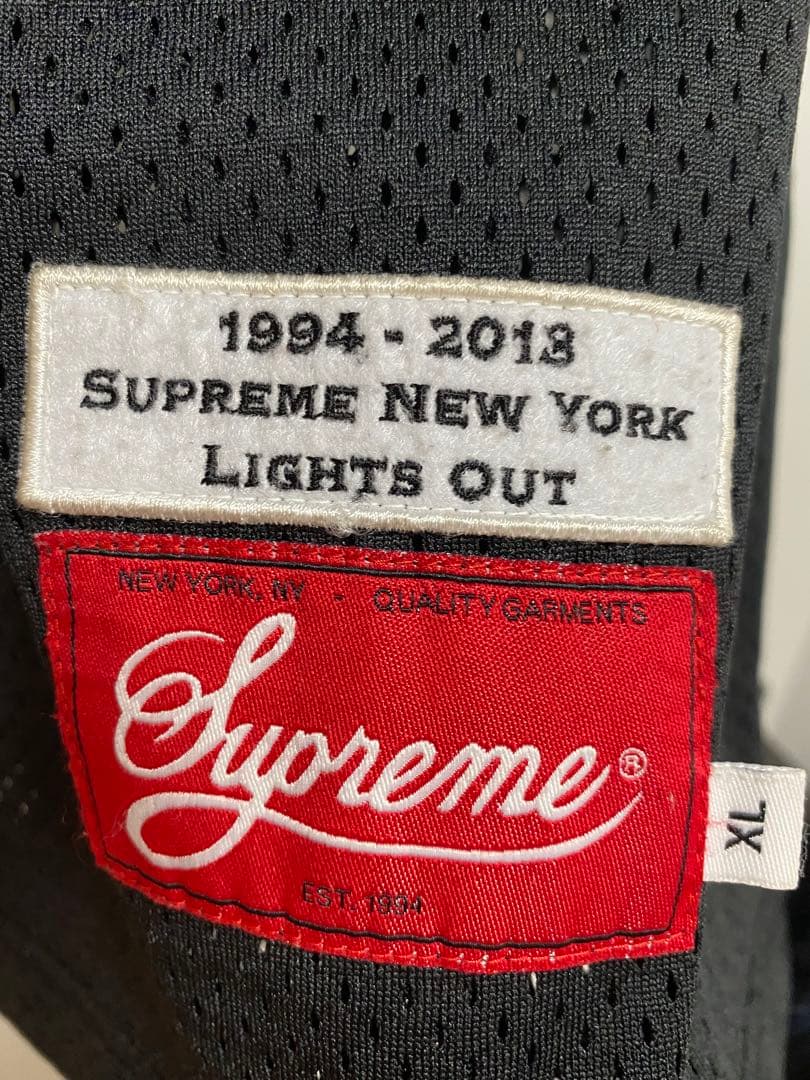 1994 - 2013
SUPREME NEW YORK
LIGHTS OUT
NEW YORK, NY - QUALITY GARMENTS
Supreme®
XL
EST. 1994